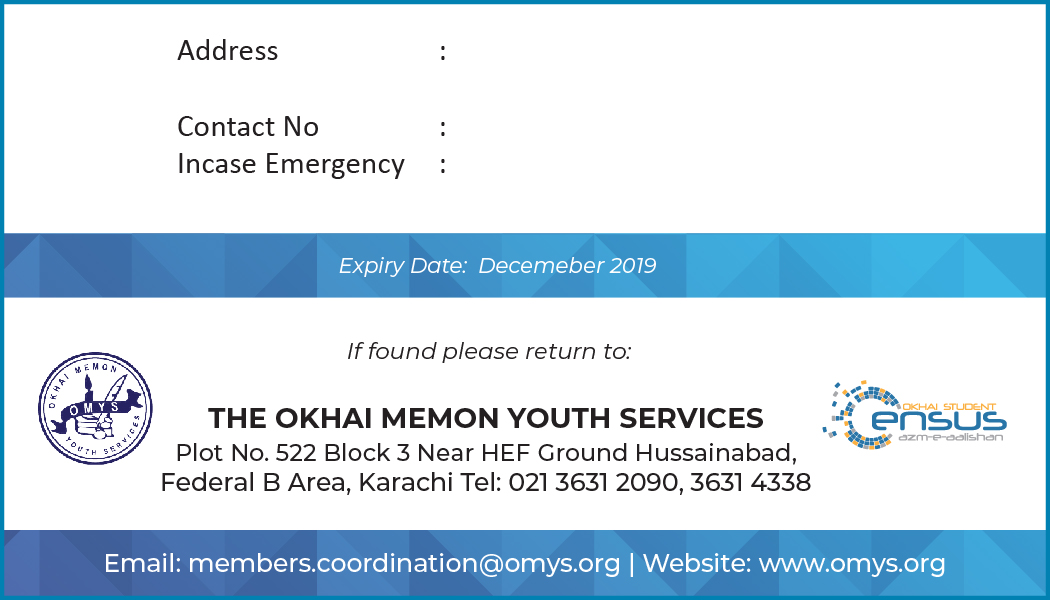 Address :
Contact No :
Incase Emergency :
Expiry Date: Decemeber 2019
If found please return to:
OKHAI MEMON
OMYS
YOUTH SERVICES
THE OKHAI MEMON YOUTH SERVICES
Plot No. 522 Block 3 Near HEF Ground Hussainabad,
Federal B Area, Karachi Tel: 021 3631 2090, 3631 4338
OKHAI STUDENT
Census
azm-e-aalishan
Email: members.coordination@omys.org | Website: www.omys.org